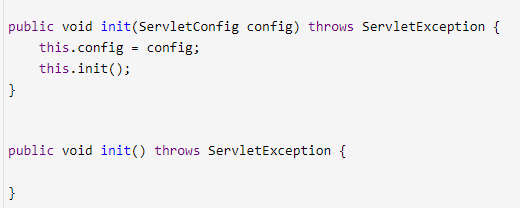 public void init(ServletConfig config) throws ServletException {
    this.config = config;
    this.init();
}
public void init() throws ServletException {
}